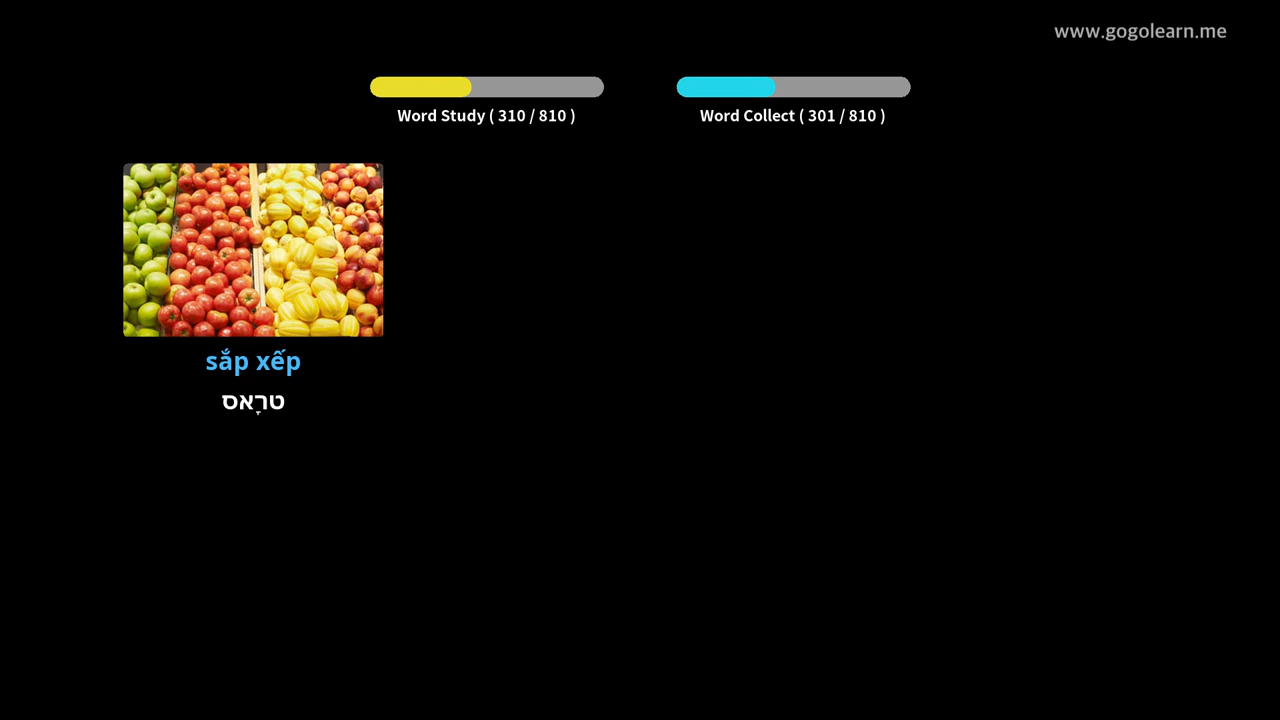 www.gogolearn.me
Word Study ( 310 / 810 )
Word Collect ( 301 / 810 )
sắp xếp
טרָאס